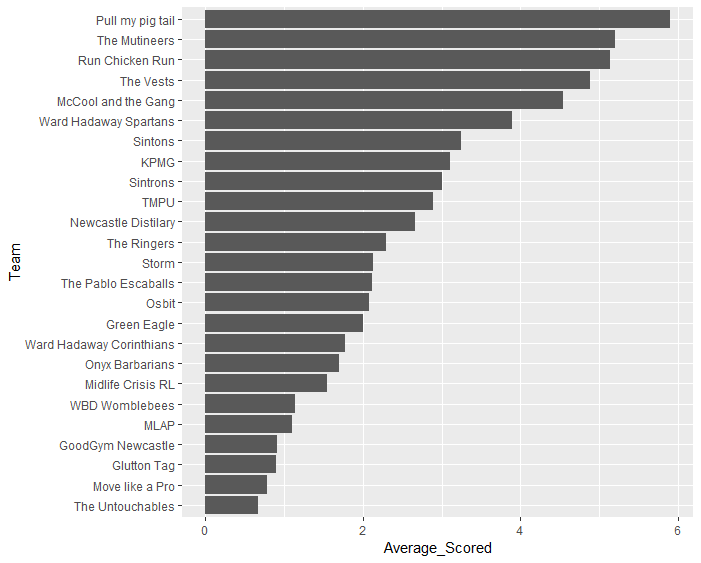 Pull my pig tail
The Mutineers
Run Chicken Run
The Vests
McCool and the Gang
Ward Hadaway Spartans
Sintons
KPMG
Sintrons
TMPU
Newcastle Distilary
The Ringers
Storm
The Pablo Escaballs
Osbit
Green Eagle
Ward Hadaway Corinthians
Onyx Barbarians
Midlife Crisis RL
WBD Womblebees
MLAP
GoodGym Newcastle
Glutton Tag
Move like a Pro
The Untouchables
Team
0 2 4 6
Average_Scored